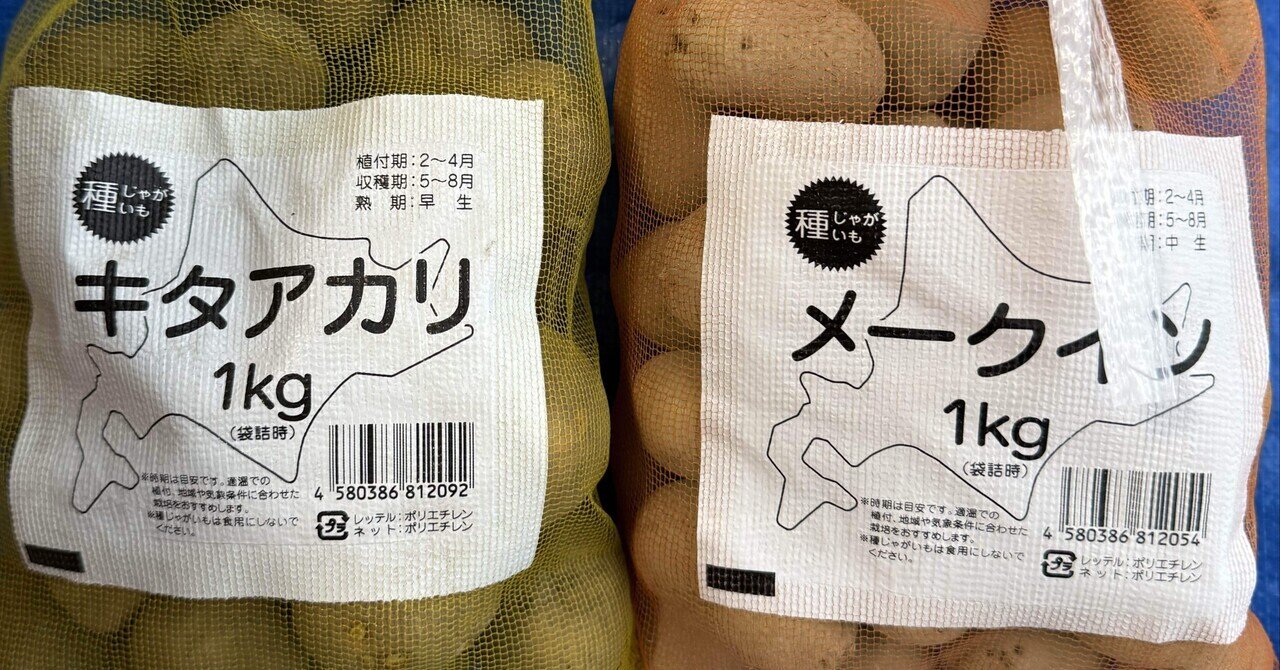 種じゃが
いも
植付期:2〜4月
収穫期:5〜8月
熟 期:早 生
キタアカリ
1kg
(袋詰時)
※時期は目安です。適温での
植付、地域や気象条件に合わせた
栽培をおすすめします。
※種じゃがいもは食用にしないで
ください。
4 580386 812092
プラ
レッテル:ポリエチレン
ネット:ポリエチレン
種じゃが
いも
期:2〜4月
期:5〜8月
期:中 生
メークイン
1kg
(袋詰時)
※時期は目安です。適温での
植付、地域や気象条件に合わせた
栽培をおすすめします。
※種じゃがいもは食用にしないで
ください。
4 580386 812054
プラ
レッテル:ポリエチレン
ネット:ポリエチレン